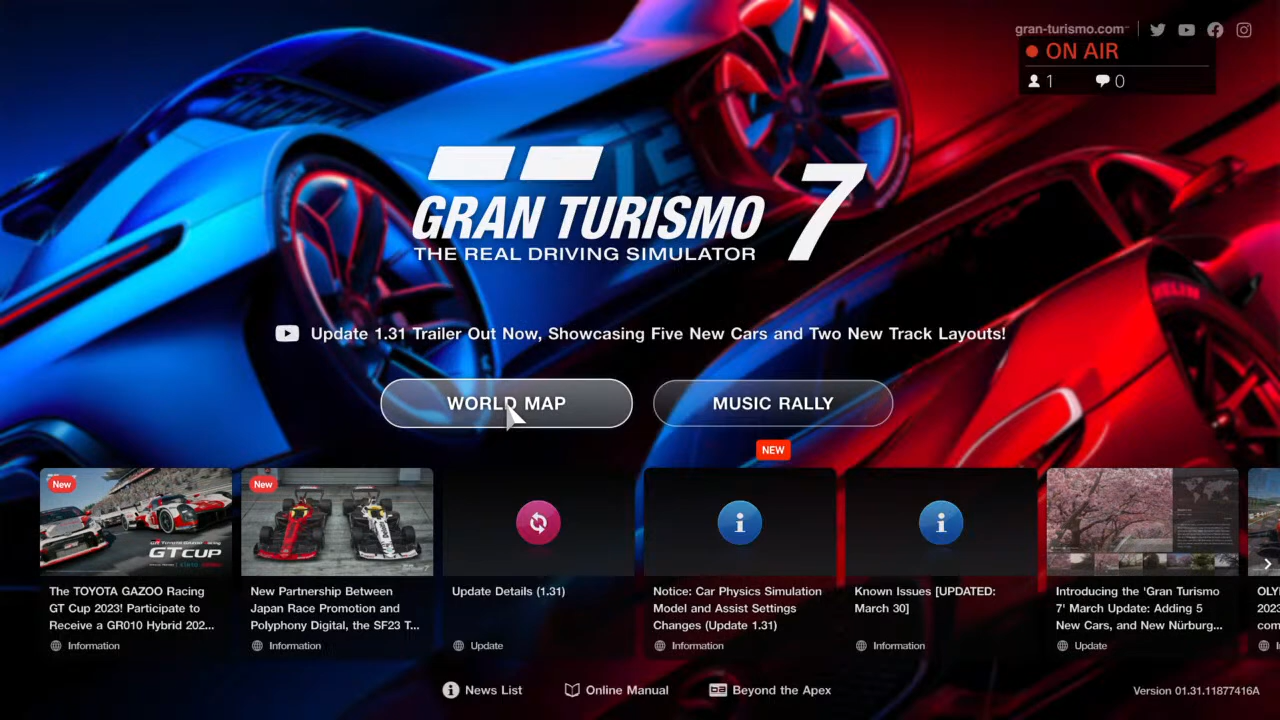 gran-turismo.com
ON AIR
1 0
GRAN TURISMO 7
THE REAL DRIVING SIMULATOR
Update 1.31 Trailer Out Now, Showcasing Five New Cars and Two New Track Layouts!
WORLD MAP
MUSIC RALLY
NEW
New
GT CUP
The TOYOTA GAZOO Racing
GT Cup 2023! Participate to
Receive a GR010 Hybrid 202...
Information
New
New Partnership Between
Japan Race Promotion and
Polyphony Digital, the SF23 T...
Information
Update Details (1.31)
Update
Notice: Car Physics Simulation
Model and Assist Settings
Changes (Update 1.31)
Information
Known Issues [UPDATED:
March 30]
Information
Introducing the 'Gran Turismo
7' March Update: Adding 5
New Cars, and New Nürburg...
Update
OLY
2023
com
News List
Online Manual
Beyond the Apex
Version 01.31.11877416A